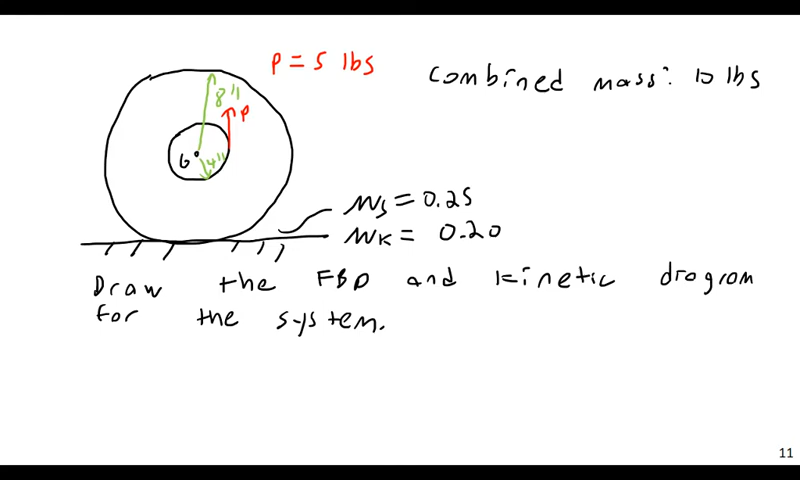 P = 5 lbs
Combined mass: 10 lbs
8"
P
G
4"
μs = 0.25
μk = 0.20
Draw the FBD and kinetic diagram
for the system.
11